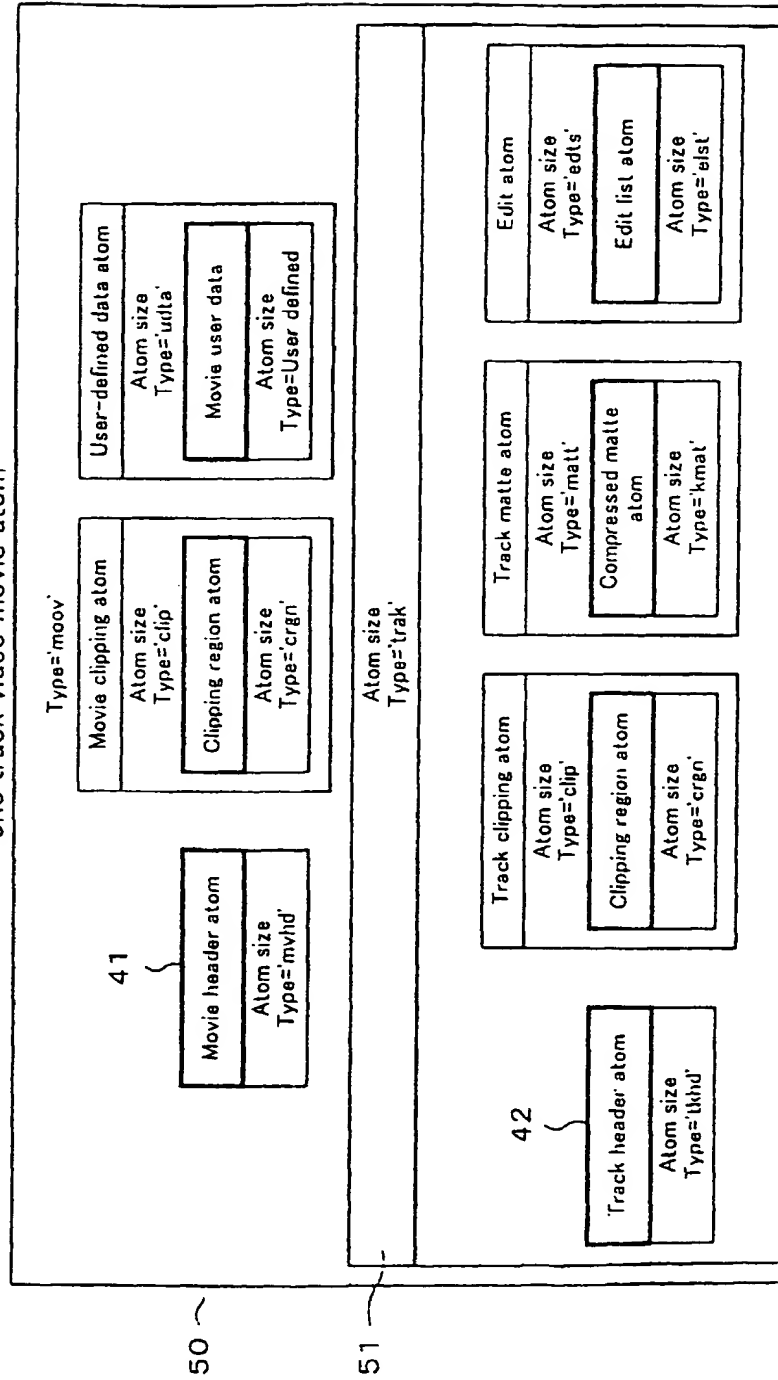 One track video movie atom
Type='moov'
50
41
Movie header atom
Atom size
Type='mvhd'
Movie clipping atom
Atom size
Type='clip'
Clipping region atom
Atom size
Type='crgn'
User-defined data atom
Atom size
Type='udta'
Movie user data
Atom size
Type=User defined
51
Atom size
Type='trak'
42
Track header atom
Atom size
Type='tkhd'
Track clipping atom
Atom size
Type='clip'
Clipping region atom
Atom size
Type='crgn'
Track matte atom
Atom size
Type='matt'
Compressed matte
atom
Atom size
Type='kmat'
Edit atom
Atom size
Type='edts'
Edit list atom
Atom size
Type='elst'